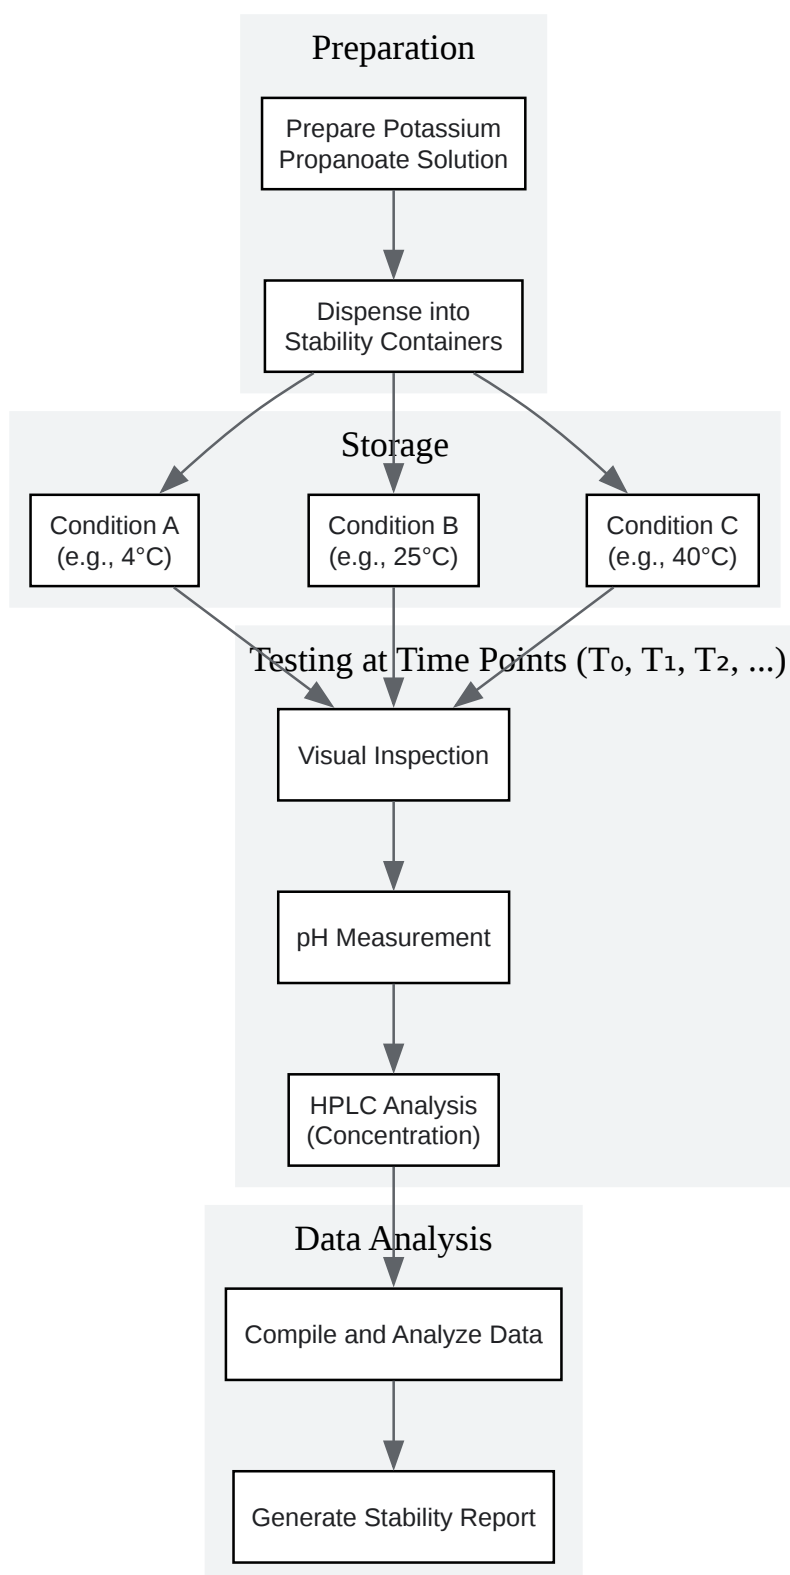 Preparation
Prepare Potassium
Propanoate Solution
Dispense into
Stability Containers
Storage
Condition A
(e.g., 4°C)
Condition B
(e.g., 25°C)
Condition C
(e.g., 40°C)
Testing at Time Points (T₀, T₁, T₂, ...)
Visual Inspection
pH Measurement
HPLC Analysis
(Concentration)
Data Analysis
Compile and Analyze Data
Generate Stability Report